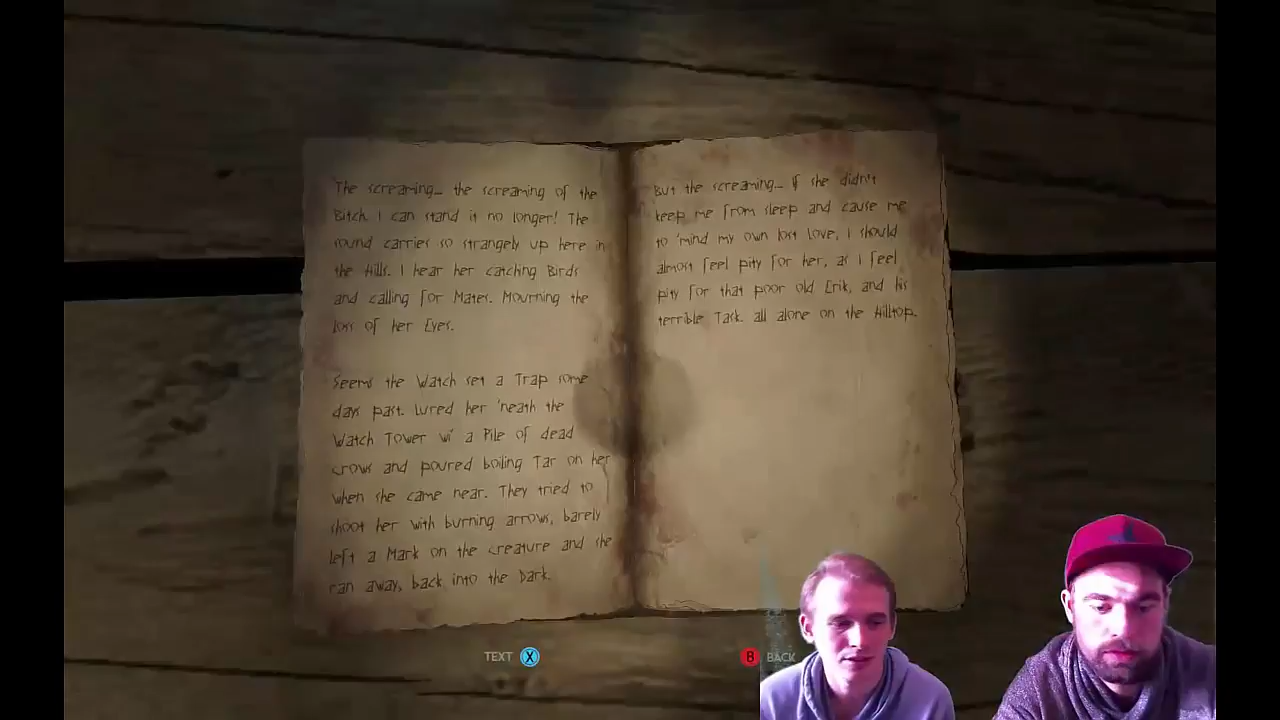 The screaming... the screaming of the
Bitch. I can stand it no longer! The
sound carries so strangely up here in
the Hills. I hear her catching Birds
and calling for Mates. Mourning the
loss of her Eyes.
Seems the Watch set a Trap some
days past. Lured her 'neath the
Watch Tower wi' a Pile of dead
crows and poured boiling Tar on her
when she came near. They tried to
shoot her with burning arrows, barely
left a Mark on the creature and she
ran away, back into the Dark.
But the screaming... If she didn't
keep me from sleep and cause me
to 'mind my own lost Love, I should
almost feel pity for her, as I feel
pity for that poor old Erik, and his
terrible Task. all alone on the Hilltop.
TEXT X
B BACK